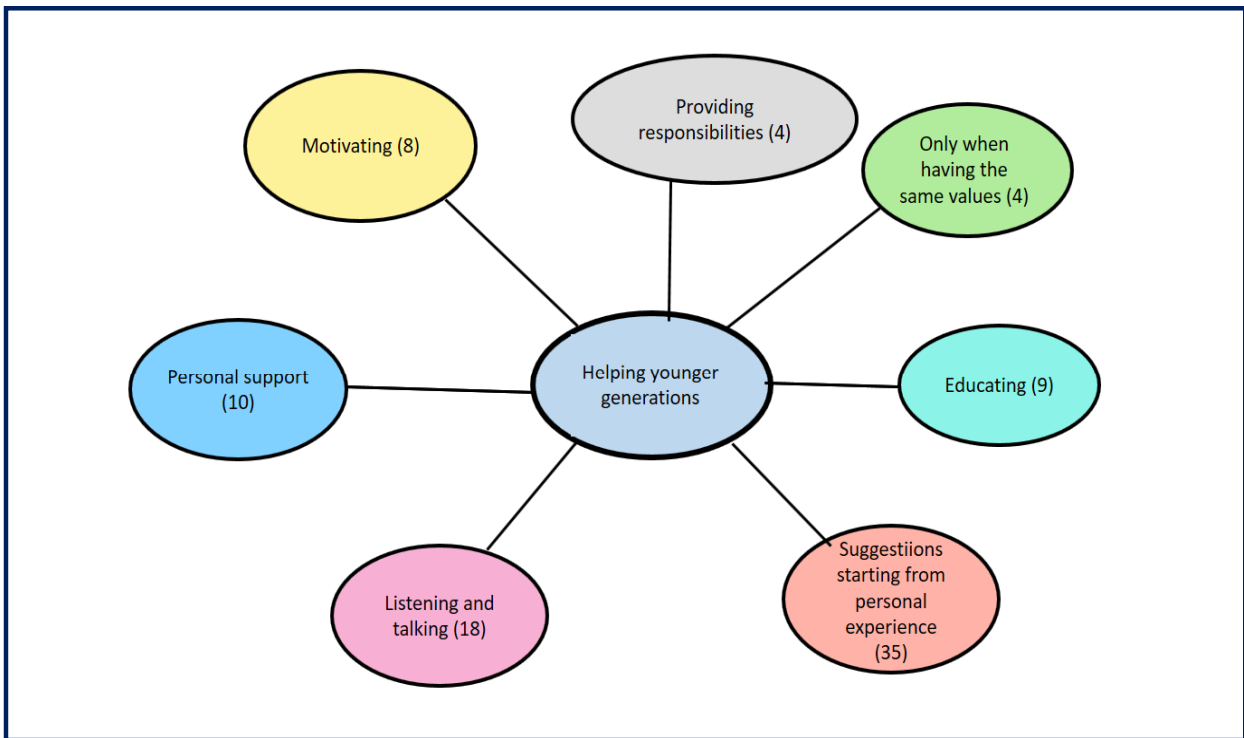 Providing
responsibilities (4)
Motivating (8)
Only when
having the
same values (4)
Personal support
(10)
Helping younger
generations
Educating (9)
Listening and
talking (18)
Suggestiions
starting from
personal
experience
(35)